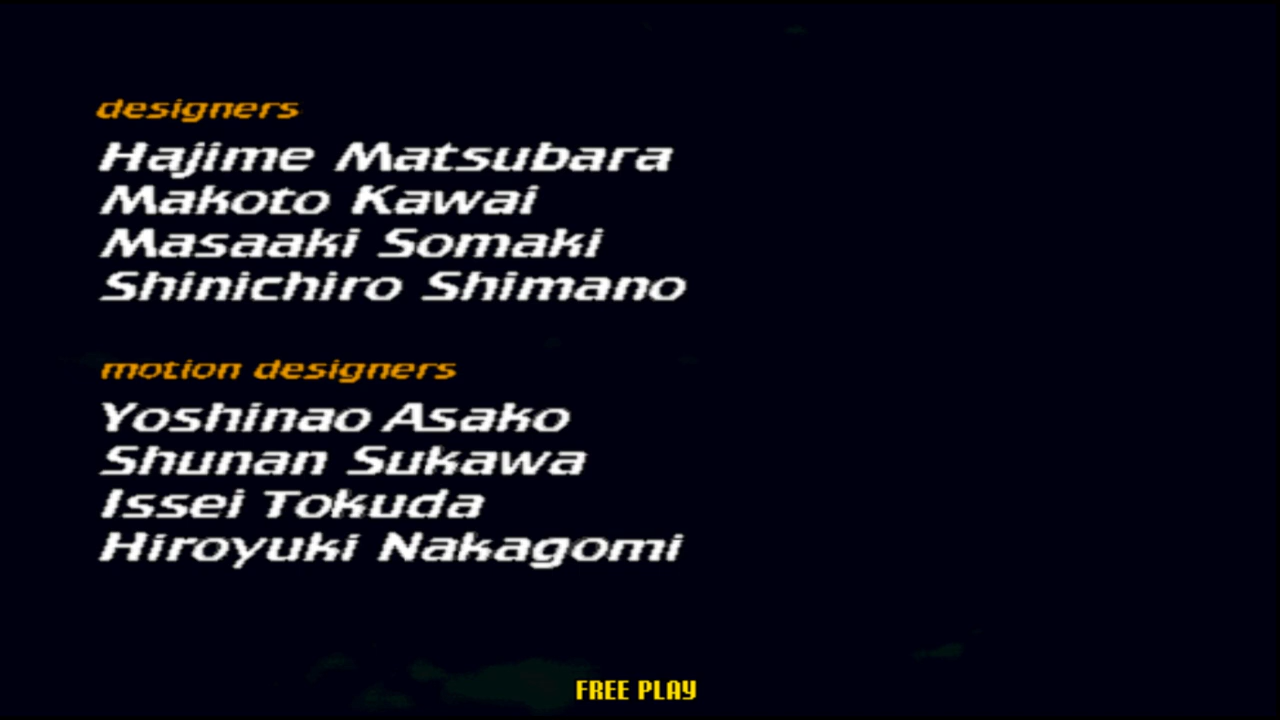 designers
Hajime Matsubara
Makoto Kawai
Masaaki Somaki
Shinichiro Shimano
motion designers
Yoshinao Asako
Shunan Sukawa
Issei Tokuda
Hiroyuki Nakagomi
FREE PLAY